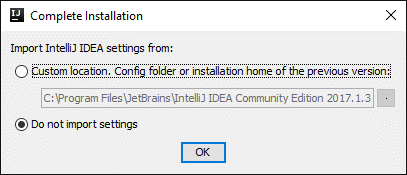 IJ Complete Installation
Import IntelliJ IDEA settings from:
Custom location. Config folder or installation home of the previous version:
C:\Program Files\JetBrains\IntelliJ IDEA Community Edition 2017.1.3
Do not import settings
OK